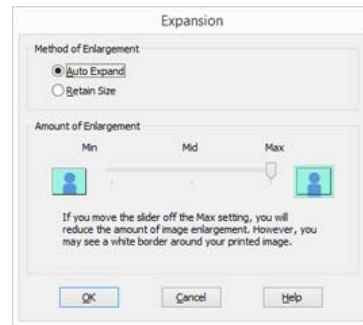 Expansion
Method of Enlargement
Auto Expand
Retain Size
Amount of Enlargement
Min Mid Max
If you move the slider off the Max setting, you will
reduce the amount of image enlargement. However, you
may see a white border around your printed image.
OK Cancel Help